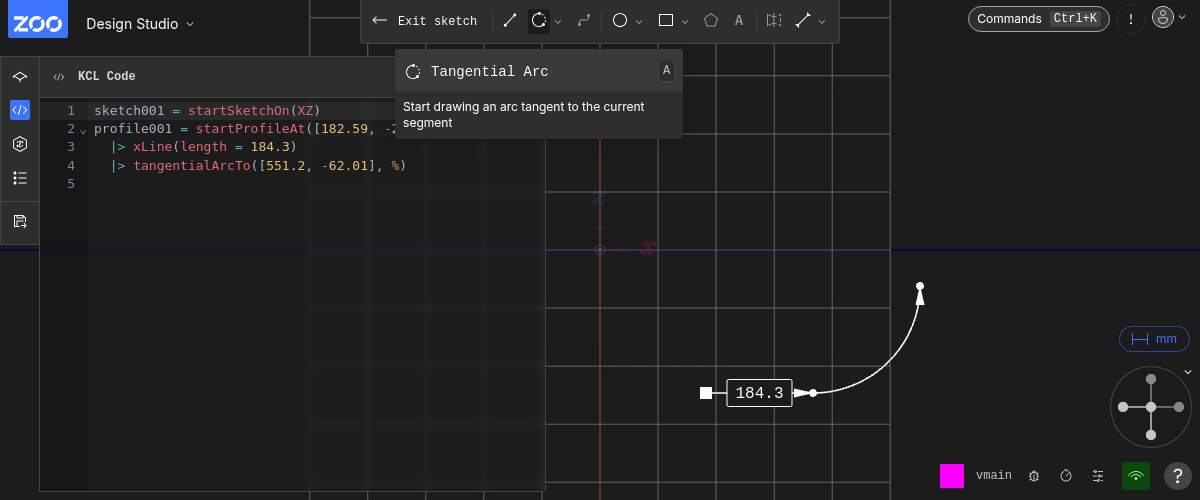 ZOO
Design Studio
Exit sketch
A
Commands Ctrl+K
!
Tangential Arc A
Start drawing an arc tangent to the current
segment
KCL Code
1 sketch001 = startSketchOn(XZ)
2 profile001 = startProfileAt([182.59, -2
3 |> xLine(length = 184.3)
4 |> tangentialArcTo([551.2, -62.01], %)
5
z
x
184.3
mm
vmain
?